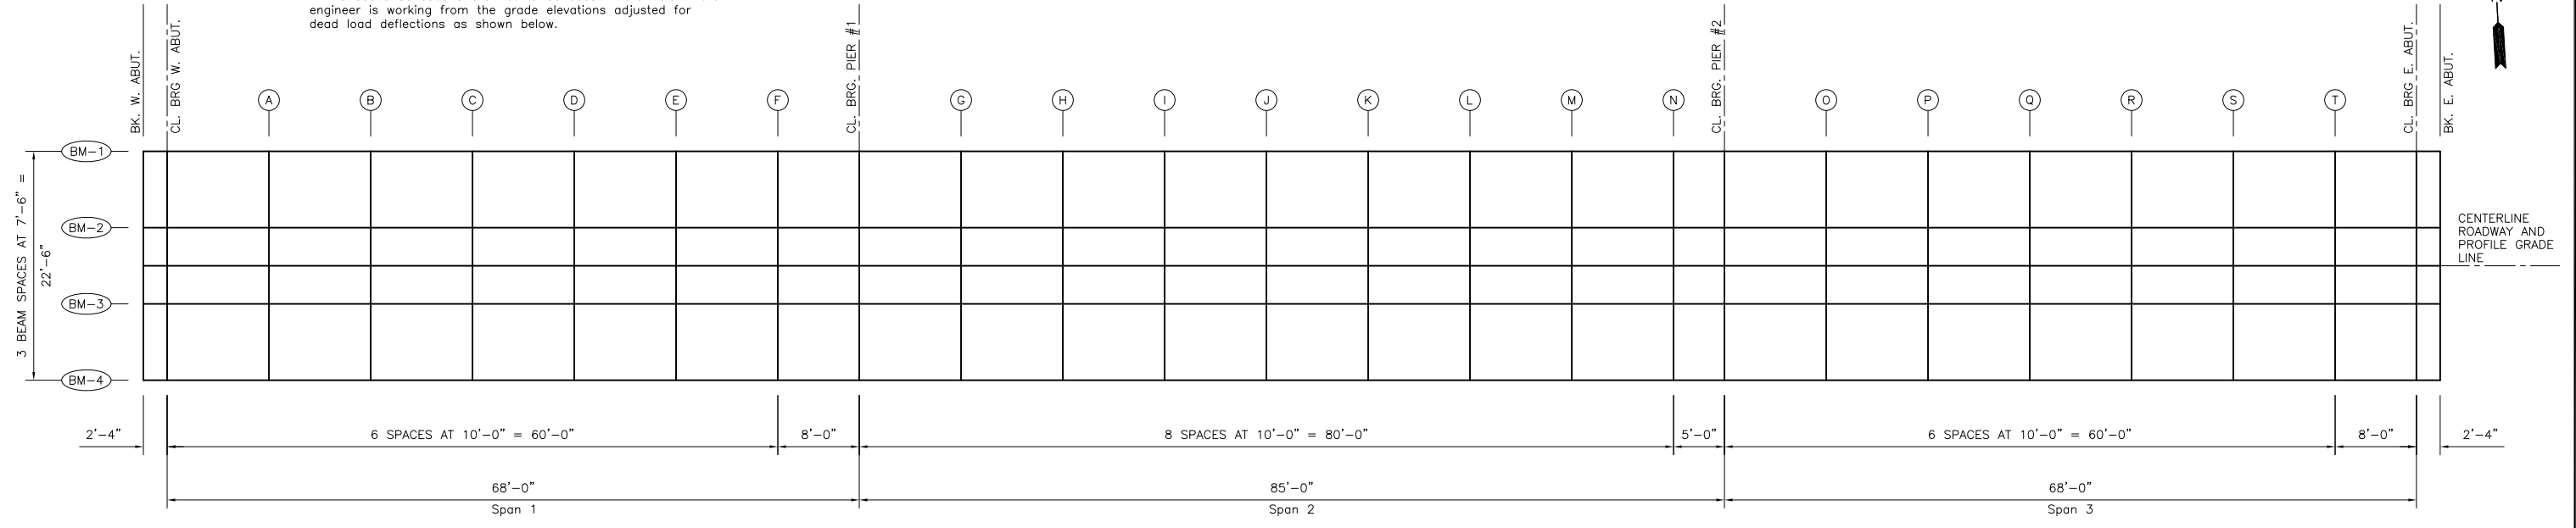 engineer is working from the grade elevations adjusted for
dead load deflections as shown below.
BK. W. ABUT.
CL. BRG W. ABUT.
A
B
C
D
E
F
CL. BRG. PIER #1
G
H
I
J
K
L
M
N
CL. BRG. PIER #2
O
P
Q
R
S
T
CL. BRG E. ABUT.
BK. E. ABUT.
BM-1
BM-2
BM-3
BM-4
3 BEAM SPACES AT 7'-6" =
22'-6"
CENTERLINE
ROADWAY AND
PROFILE GRADE
LINE
2'-4"
6 SPACES AT 10'-0" = 60'-0"
8'-0"
8 SPACES AT 10'-0" = 80'-0"
5'-0"
6 SPACES AT 10'-0" = 60'-0"
8'-0"
2'-4"
68'-0"
85'-0"
68'-0"
Span 1
Span 2
Span 3